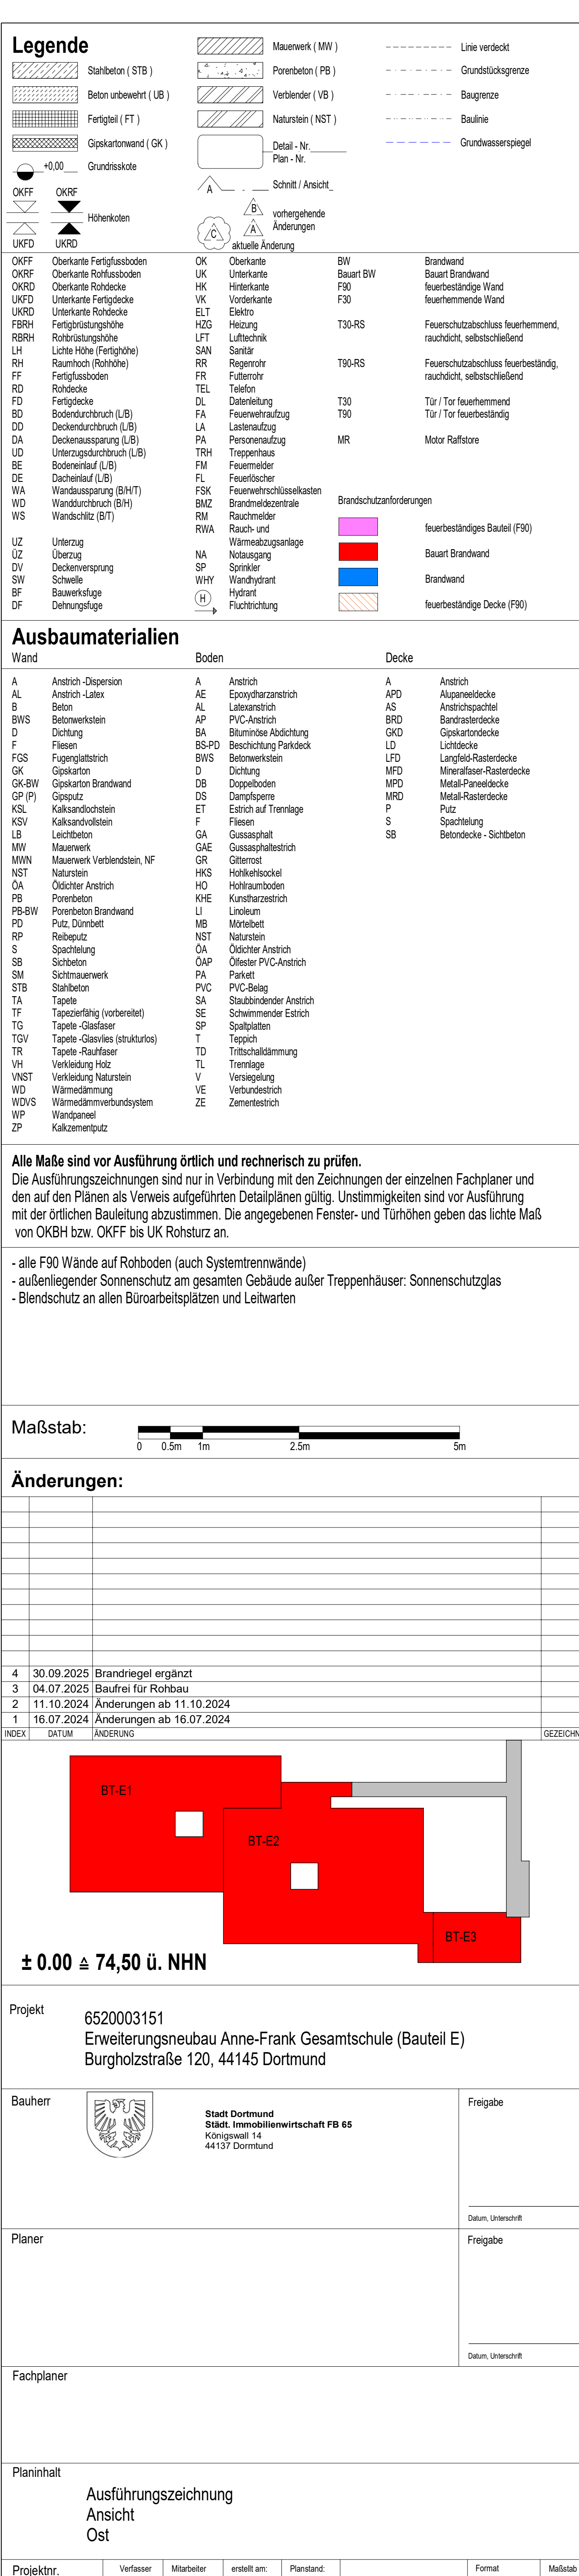 Legende
Stahlbeton ( STB )
Beton unbewehrt ( UB )
Fertigteil ( FT )
Gipskartonwand ( GK )
+0,00 Grundrisskote
OKFF OKRF
Höhenkoten
UKFD UKRD
Mauerwerk ( MW )
Porenbeton ( PB )
Verblender ( VB )
Naturstein ( NST )
Detail - Nr.
Plan - Nr.
A Schnitt / Ansicht
B vorhergehende
A Änderungen
C aktuelle Änderung
Linie verdeckt
Grundstücksgrenze
Baugrenze
Baulinie
Grundwasserspiegel
OKFF Oberkante Fertigfussboden
OKRF Oberkante Rohfussboden
OKRD Oberkante Rohdecke
UKFD Unterkante Fertigdecke
UKRD Unterkante Rohdecke
FBRH Fertigbrüstungshöhe
RBRH Rohbrüstungshöhe
LH Lichte Höhe (Fertighöhe)
RH Raumhoch (Rohhöhe)
FF Fertigfussboden
RD Rohdecke
FD Fertigdecke
BD Bodendurchbruch (L/B)
DD Deckendurchbruch (L/B)
DA Deckenaussparung (L/B)
UD Unterzugsdurchbruch (L/B)
BE Bodeneinlauf (L/B)
DE Dacheinlauf (L/B)
WA Wandaussparung (B/H/T)
WD Wanddurchbruch (B/H)
WS Wandschlitz (B/T)
UZ Unterzug
ÜZ Überzug
DV Deckenversprung
SW Schwelle
BF Bauwerksfuge
DF Dehnungsfuge
OK Oberkante
UK Unterkante
HK Hinterkante
VK Vorderkante
ELT Elektro
HZG Heizung
LFT Lufttechnik
SAN Sanitär
RR Regenrohr
FR Futterrohr
TEL Telefon
DL Datenleitung
FA Feuerwehraufzug
LA Lastenaufzug
PA Personenaufzug
TRH Treppenhaus
FM Feuermelder
FL Feuerlöscher
FSK Feuerwehrschlüsselkasten
BMZ Brandmeldezentrale
RM Rauchmelder
RWA Rauch- und
Wärmeabzugsanlage
NA Notausgang
SP Sprinkler
WHY Wandhydrant
H Hydrant
Fluchtrichtung
BW Brandwand
Bauart BW Bauart Brandwand
F90 feuerbeständige Wand
F30 feuerhemmende Wand
T30-RS Feuerschutzabschluss feuerhemmend,
rauchdicht, selbstschließend
T90-RS Feuerschutzabschluss feuerbeständig,
rauchdicht, selbstschließend
T30 Tür / Tor feuerhemmend
T90 Tür / Tor feuerbeständig
MR Motor Raffstore
Brandschutzanforderungen
feuerbeständiges Bauteil (F90)
Bauart Brandwand
Brandwand
feuerbeständige Decke (F90)
Ausbaumaterialien
Wand
A Anstrich -Dispersion
AL Anstrich -Latex
B Beton
BWS Betonwerkstein
D Dichtung
F Fliesen
FGS Fugenglattstrich
GK Gipskarton
GK-BW Gipskarton Brandwand
GP (P) Gipsputz
KSL Kalksandlochstein
KSV Kalksandvollstein
LB Leichtbeton
MW Mauerwerk
MWN Mauerwerk Verblendstein, NF
NST Naturstein
ÖA Öldichter Anstrich
PB Porenbeton
PB-BW Porenbeton Brandwand
PD Putz, Dünnbett
RP Reibeputz
S Spachtelung
SB Sichbeton
SM Sichtmauerwerk
STB Stahlbeton
TA Tapete
TF Tapezierfähig (vorbereitet)
TG Tapete -Glasfaser
TGV Tapete -Glasvlies (strukturlos)
TR Tapete -Rauhfaser
VH Verkleidung Holz
VNST Verkleidung Naturstein
WD Wärmedämmung
WDVS Wärmedämmverbundsystem
WP Wandpaneel
ZP Kalkzementputz
Boden
A Anstrich
AE Epoxydharzanstrich
AL Latexanstrich
AP PVC-Anstrich
BA Bituminöse Abdichtung
BS-PD Beschichtung Parkdeck
BWS Betonwerkstein
D Dichtung
DB Doppelboden
DS Dampfsperre
ET Estrich auf Trennlage
F Fliesen
GA Gussasphalt
GAE Gussasphaltestrich
GR Gitterrost
HKS Hohlkehlsockel
HO Hohlraumboden
KHE Kunstharzestrich
LI Linoleum
MB Mörtelbett
NST Naturstein
ÖA Öldichter Anstrich
ÖAP Ölfester PVC-Anstrich
PA Parkett
PVC PVC-Belag
SA Staubbindender Anstrich
SE Schwimmender Estrich
SP Spaltplatten
T Teppich
TD Trittschalldämmung
TL Trennlage
V Versiegelung
VE Verbundestrich
ZE Zementestrich
Decke
A Anstrich
APD Alupaneeldecke
AS Anstrichspachtel
BRD Bandrasterdecke
GKD Gipskartondecke
LD Lichtdecke
LFD Langfeld-Rasterdecke
MFD Mineralfaser-Rasterdecke
MPD Metall-Paneeldecke
MRD Metall-Rasterdecke
P Putz
S Spachtelung
SB Betondecke - Sichtbeton
Alle Maße sind vor Ausführung örtlich und rechnerisch zu prüfen.
Die Ausführungszeichnungen sind nur in Verbindung mit den Zeichnungen der einzelnen Fachplaner und
den auf den Plänen als Verweis aufgeführten Detailplänen gültig. Unstimmigkeiten sind vor Ausführung
mit der örtlichen Bauleitung abzustimmen. Die angegebenen Fenster- und Türhöhen geben das lichte Maß
von OKBH bzw. OKFF bis UK Rohsturz an.
- alle F90 Wände auf Rohboden (auch Systemtrennwände)
- außenliegender Sonnenschutz am gesamten Gebäude außer Treppenhäuser: Sonnenschutzglas
- Blendschutz an allen Büroarbeitsplätzen und Leitwarten
Maßstab:
0 0.5m 1m 2.5m 5m
Änderungen:
4 30.09.2025 Brandriegel ergänzt
3 04.07.2025 Baufrei für Rohbau
2 11.10.2024 Änderungen ab 11.10.2024
1 16.07.2024 Änderungen ab 16.07.2024
INDEX DATUM ÄNDERUNG GEZEICHN
BT-E1
BT-E2
BT-E3
± 0.00 ≙ 74,50 ü. NHN
Projekt
6520003151
Erweiterungsneubau Anne-Frank Gesamtschule (Bauteil E)
Burgholzstraße 120, 44145 Dortmund
Bauherr
Stadt Dortmund
Städt. Immobilienwirtschaft FB 65
Königswall 14
44137 Dormtund
Freigabe
Datum, Unterschrift
Planer
Freigabe
Datum, Unterschrift
Fachplaner
Planinhalt
Ausführungszeichnung
Ansicht
Ost
Projektnr. Verfasser Mitarbeiter erstellt am: Planstand: Format Maßstab